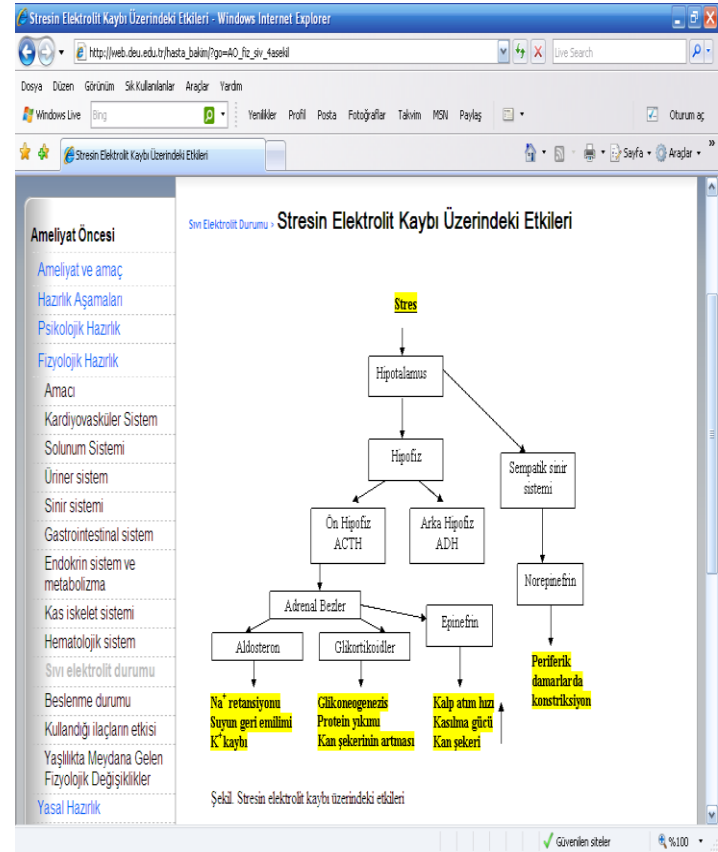 Stresin Elektrolit Kaybı Üzerindeki Etkileri - Windows Internet Explorer
http://web.deu.edu.tr/hasta_bakim/?go=AO_fiz_siv_4asekil
Live Search
Dosya Düzen Görünüm Sık Kullanılanlar Araçlar Yardım
Windows Live Bing Yenilikler Profil Posta Fotoğraflar Takvim MSN Paylaş Oturum aç
Stresin Elektrolit Kaybı Üzerindeki Etkileri
Sayfa Araçlar
Ameliyat Öncesi
Ameliyat ve amaç
Hazırlık Aşamaları
Psikolojik Hazırlık
Fizyolojik Hazırlık
Amacı
Kardiyovasküler Sistem
Solunum Sistemi
Üriner sistem
Sinir sistemi
Gastrointestinal sistem
Endokrin sistem ve
metabolizma
Kas iskelet sistemi
Hematolojik sistem
Sıvı elektrolit durumu
Beslenme durumu
Kullandığı ilaçların etkisi
Yaşlılıkta Meydana Gelen
Fizyolojik Değişiklikler
Yasal Hazırlık
Sıvı Elektrolit Durumu > Stresin Elektrolit Kaybı Üzerindeki Etkileri
Stres
Hipotalamus
Hipofiz
Sempatik sinir
sistemi
Ön Hipofiz
ACTH
Arka Hipofiz
ADH
Norepinefrin
Adrenal Bezler
Epinefrin
Aldosteron
Glikortikoidler
Periferik
damarlarda
konstriksiyon
Na+ retansiyonu
Suyun geri emilimi
K+ kaybı
Glikoneogenezis
Protein yıkımı
Kan şekerinin artması
Kalp atım hızı
Kasılma gücü
Kan şekeri
Şekil. Stresin elektrolit kaybı üzerindeki etkileri
Güvenilen siteler %100